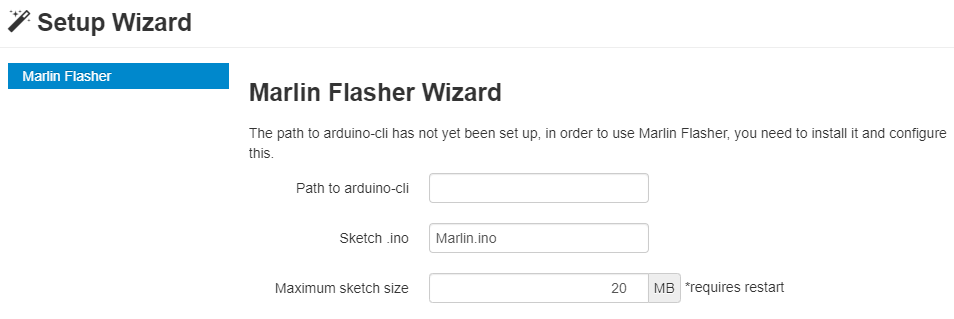 Setup Wizard
Marlin Flasher
Marlin Flasher Wizard
The path to arduino-cli has not yet been set up, in order to use Marlin Flasher, you need to install it and configure
this.
Path to arduino-cli
Sketch .ino Marlin.ino
Maximum sketch size 20 MB *requires restart